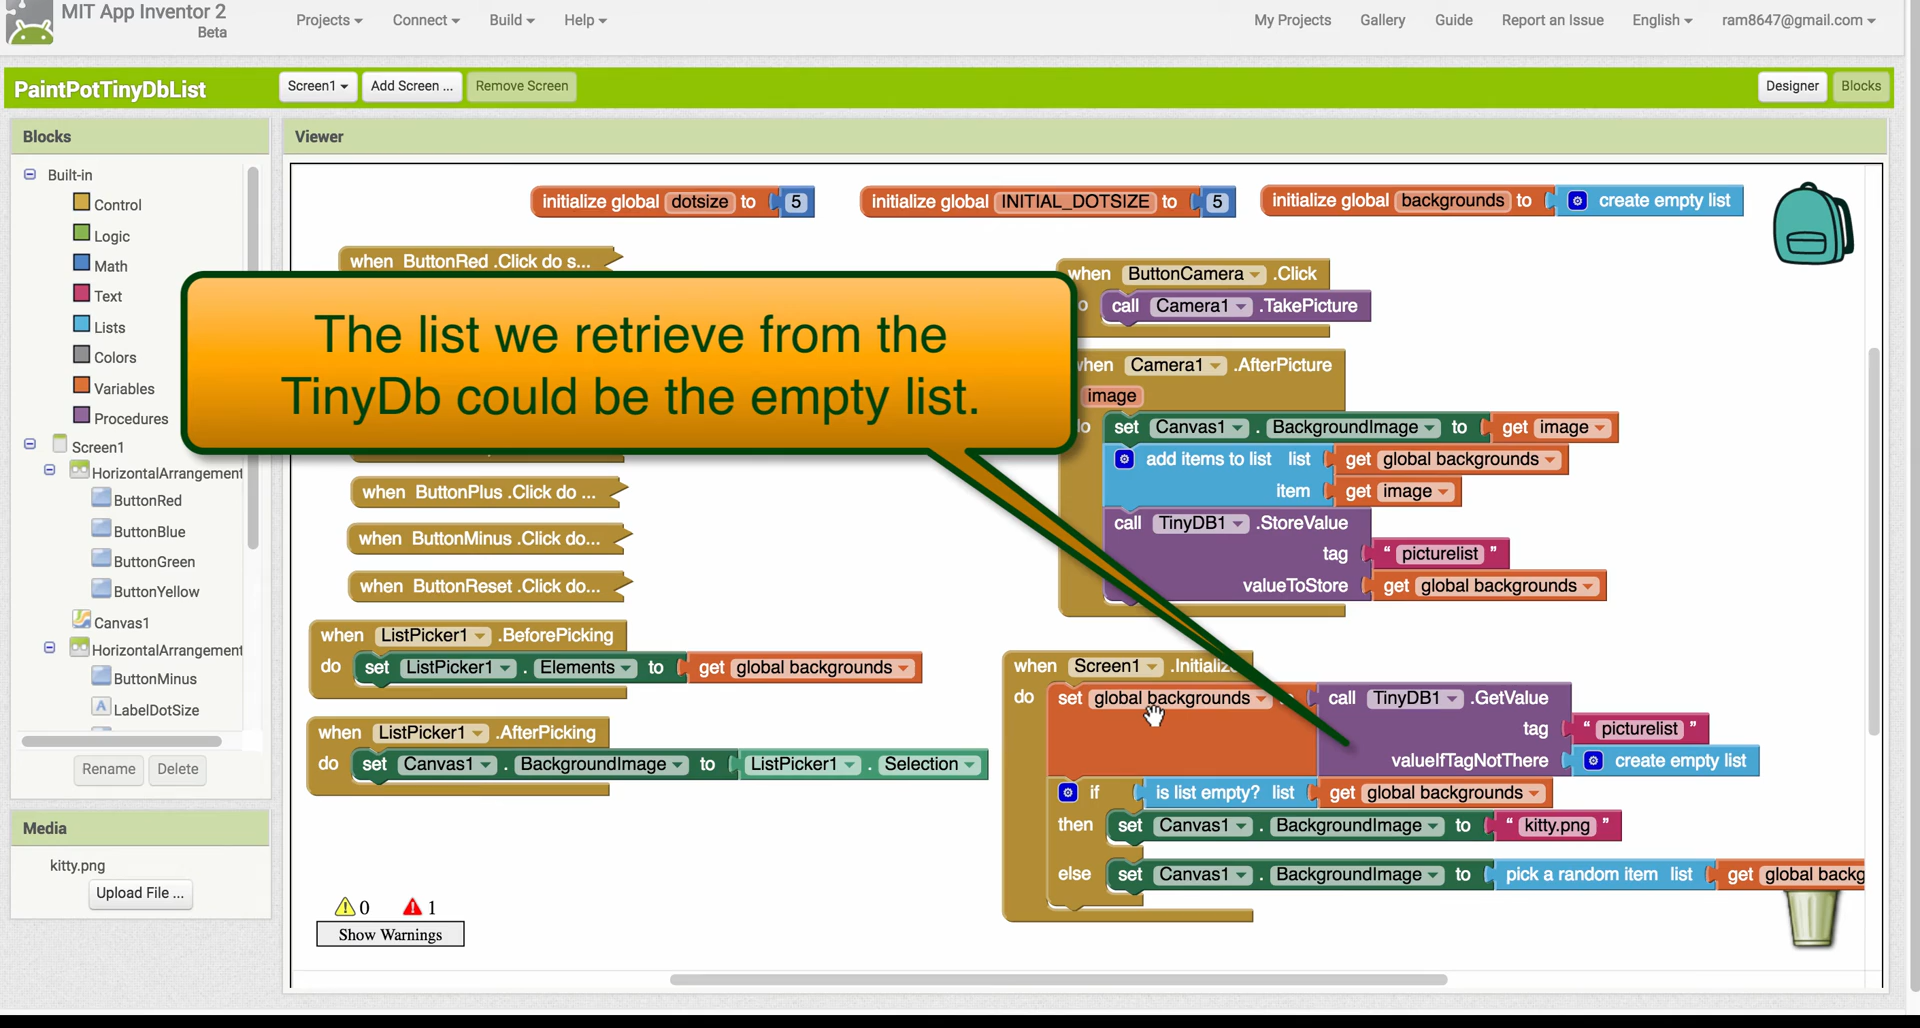 MIT App Inventor 2
Beta
Projects
Connect
Build
Help
My Projects
Gallery
Guide
Report an Issue
English
ram8647@gmail.com
PaintPotTinyDbList
Screen1
Add Screen ...
Remove Screen
Designer
Blocks
Blocks
Built-in
Control
Logic
Math
Text
Lists
Colors
Variables
Procedures
Screen1
HorizontalArrangement
ButtonRed
ButtonBlue
ButtonGreen
ButtonYellow
Canvas1
HorizontalArrangement
ButtonMinus
A LabelDotSize
Rename
Delete
Media
kitty.png
Upload File ...
Viewer
initialize global dotsize to 5
initialize global INITIAL_DOTSIZE to 5
initialize global backgrounds to create empty list
when ButtonRed .Click do s...
The list we retrieve from the
TinyDb could be the empty list.
when ButtonPlus .Click do ...
when ButtonMinus .Click do...
when ButtonReset .Click do...
when ListPicker1 .BeforePicking
do set ListPicker1 . Elements to get global backgrounds
when ListPicker1 .AfterPicking
do set Canvas1 . BackgroundImage to ListPicker1 . Selection
0 1
Show Warnings
when ButtonCamera .Click
call Camera1 .TakePicture
Camera1 .AfterPicture
image
set Canvas1 . BackgroundImage to get image
add items to list list get global backgrounds
item get image
call TinyDB1 .StoreValue
tag " picturelist "
valueToStore get global backgrounds
when Screen1 .Initialize
do set global backgrounds call TinyDB1 .GetValue
tag " picturelist "
valueIfTagNotThere create empty list
if is list empty? list get global backgrounds
then set Canvas1 . BackgroundImage to " kitty.png "
else set Canvas1 . BackgroundImage to pick a random item list get global backg